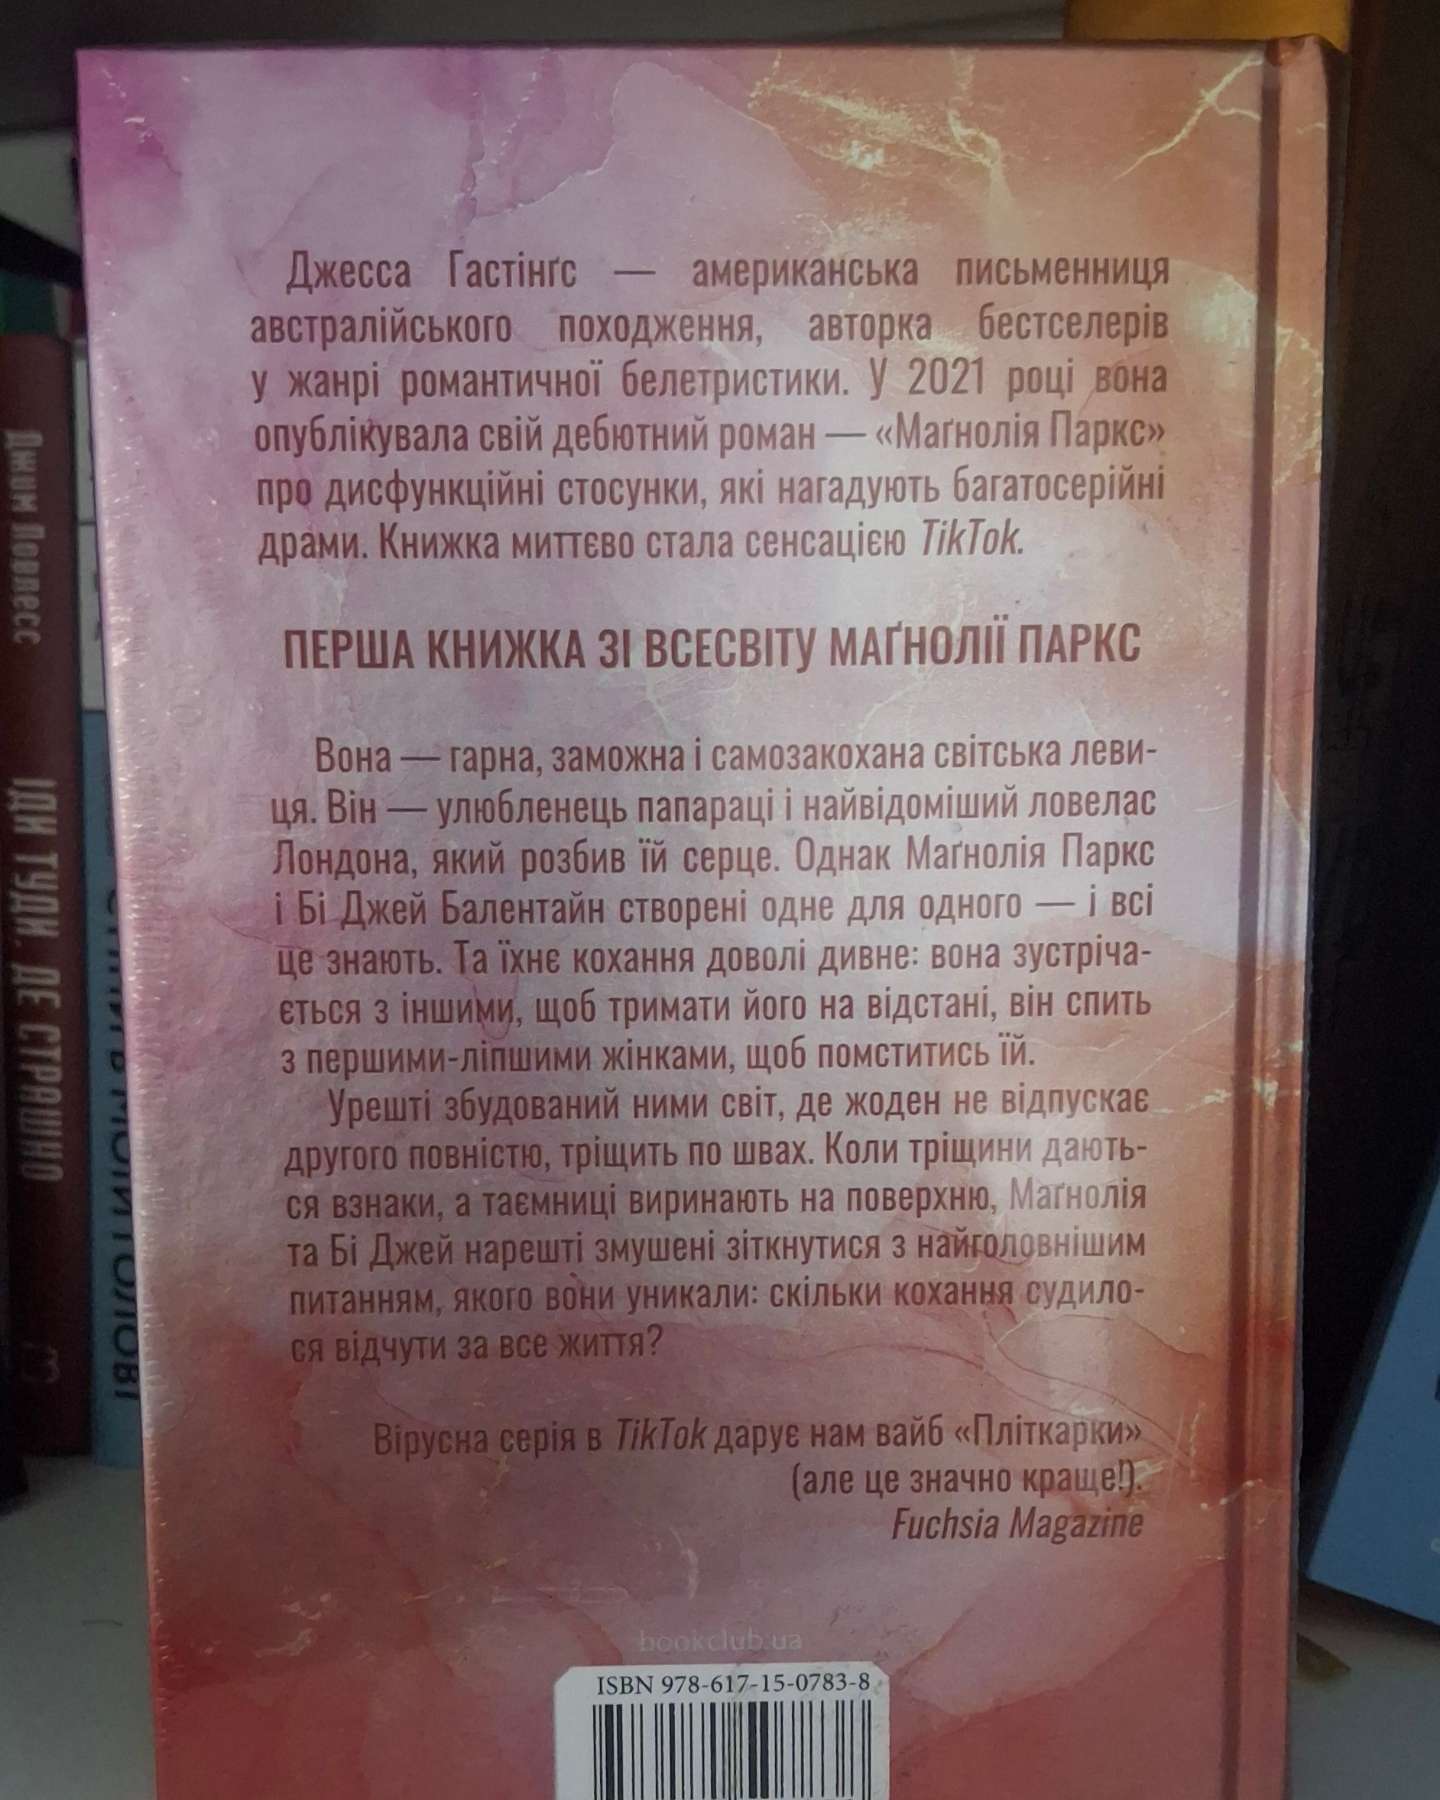 Джесса Гастінґс — американська письменниця
австралійського походження, авторка бестселерів
у жанрі романтичної белетристики. У 2021 році вона
опублікувала свій дебютний роман — «Маґнолія Паркс»
про дисфункційні стосунки, які нагадують багатосерійні
драми. Книжка миттєво стала сенсацією TikTok.
ПЕРША КНИЖКА ЗІ ВСЕСВІТУ МАҐНОЛІЇ ПАРКС
Вона — гарна, заможна і самозакохана світська леви-
ця. Він — улюбленець папараці і найвідоміший ловелас
Лондона, який розбив їй серце. Однак Маґнолія Паркс
і Бі Джей Балентайн створені одне для одного — і всі
це знають. Та їхнє кохання доволі дивне: вона зустріча-
ється з іншими, щоб тримати його на відстані, він спить
з першими-ліпшими жінками, щоб помститись їй.
Урешті збудований ними світ, де жоден не відпускає
другого повністю, тріщить по швах. Коли тріщини дають-
ся взнаки, а таємниці виринають на поверхню, Маґнолія
та Бі Джей нарешті змушені зіткнутися з найголовнішим
питанням, якого вони уникали: скільки кохання судило-
ся відчути за все життя?
Вірусна серія в TikTok дарує нам вайб «Пліткарки»
(але це значно краще!).
Fuchsia Magazine
bookclub.ua
ISBN 978-617-15-0783-8
Джим Ловлесс
ІДИ ТУДИ, ДЕ СТРАШНО
В МОЇЙ ГОЛОВІ